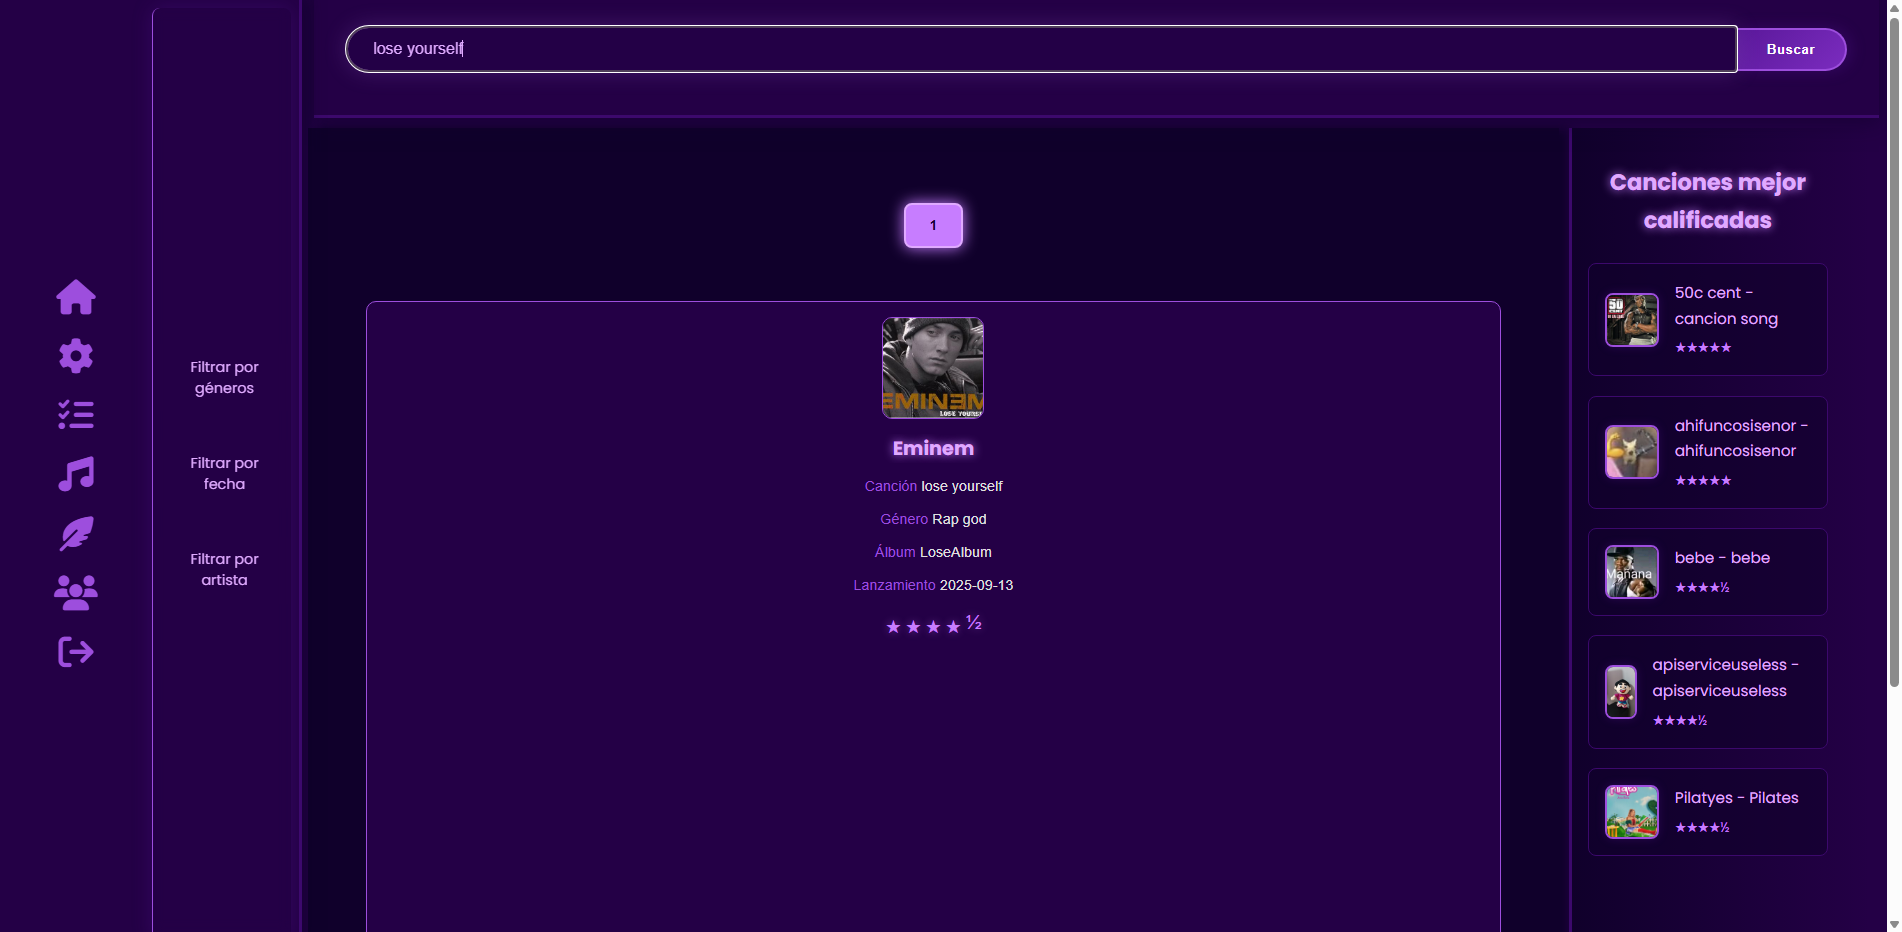 lose yourself
Buscar
Filtrar por
géneros
Filtrar por
fecha
Filtrar por
artista
1
EMINEM
Eminem
Canción lose yourself
Género Rap god
Álbum LoseAlbum
Lanzamiento 2025-09-13
★ ★ ★ ★ ½
Canciones mejor
calificadas
50
50c cent -
cancion song
★★★★★
ahifuncosisenor -
ahifuncosisenor
★★★★★
Mañana
bebe - bebe
★★★★½
apiserviceuseless -
apiserviceuseless
★★★★½
Pilatyes - Pilates
★★★★½